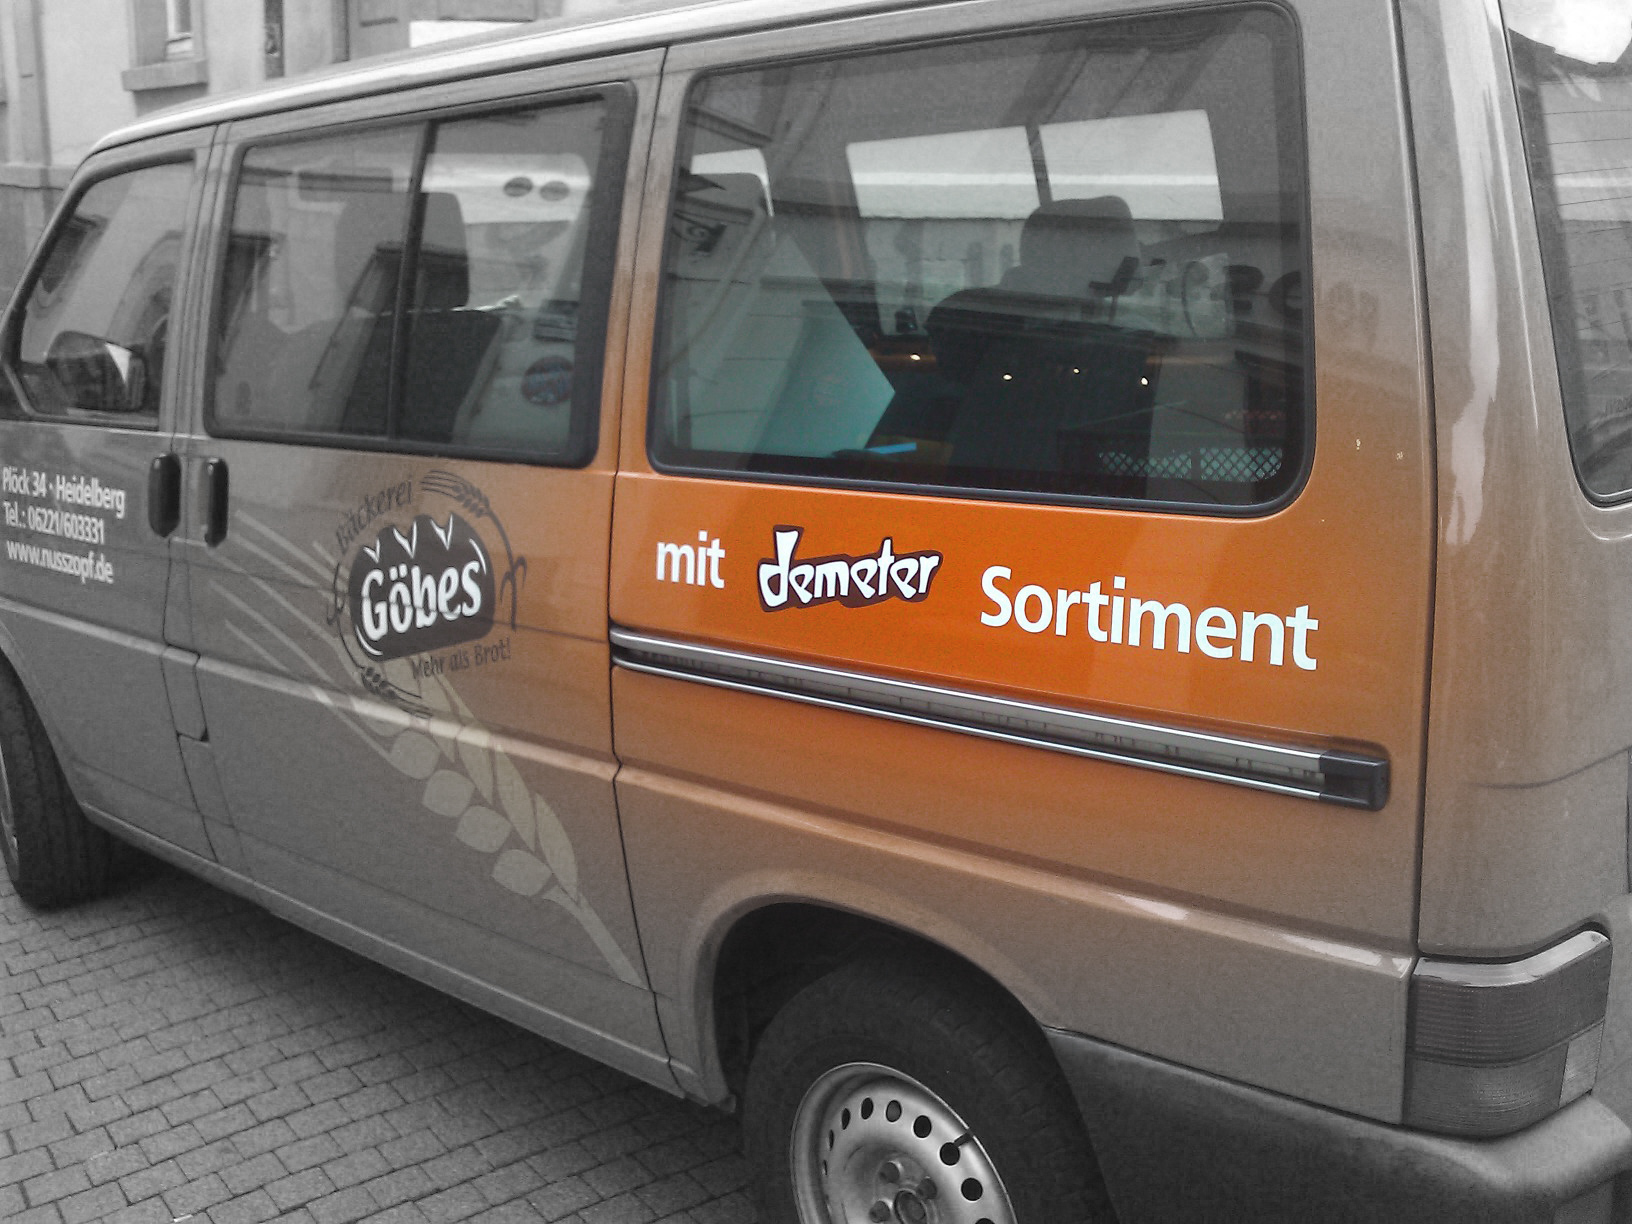 Plöck 34 · Heidelberg
Tel.: 06221/603331
www.nusszopf.de
Bäckerei
Göbes
Mehr als Brot!
mit demeter Sortiment